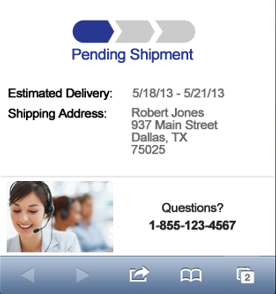 Pending Shipment
Estimated Delivery: 5/18/13 - 5/21/13
Shipping Address: Robert Jones
937 Main Street
Dallas, TX
75025
Questions?
1-855-123-4567
2